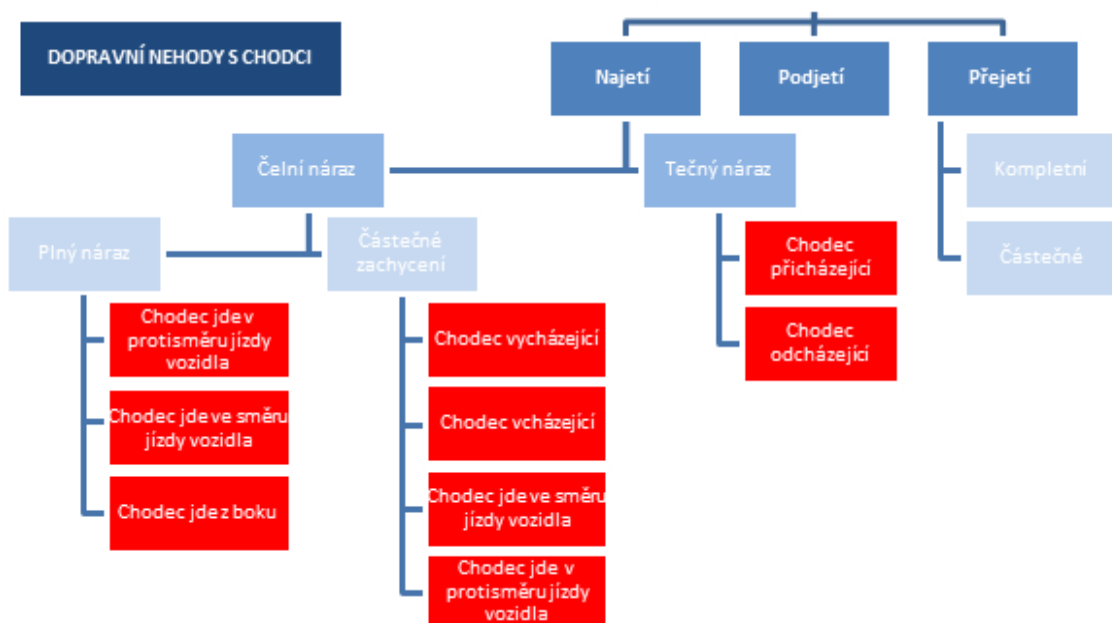 DOPRAVNÍ NEHODY S CHODCI
Najetí
Podjetí
Přejetí
Čelní náraz
Tečný náraz
Kompletní
Částečné
Plný náraz
Částečné
zachycení
Chodec
přicházející
Chodec
odcházející
Chodec jde v
protisměru jízdy
vozidla
Chodec jde ve směru
jízdy vozidla
Chodec jde z boku
Chodec vycházející
Chodec vcházející
Chodec jde ve směru
jízdy vozidla
Chodec jde v
protisměru jízdy
vozidla